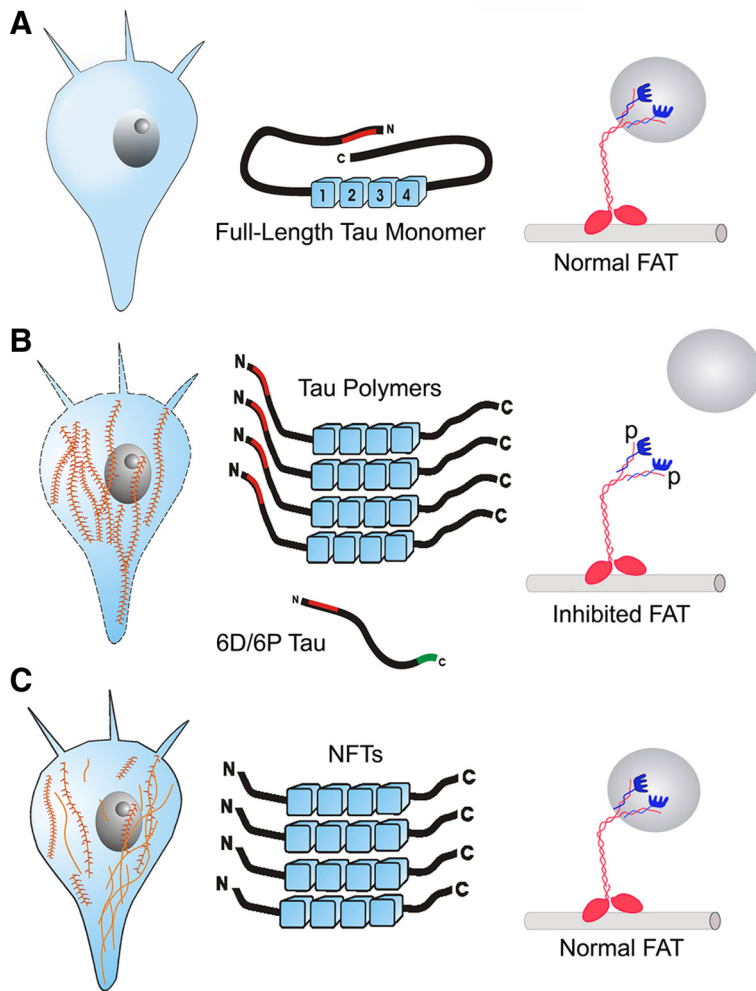 A
N
C
1 2 3 4
Full-Length Tau Monomer
Normal FAT
B
N
Tau Polymers
C
N
C
N
C
N
C
p
p
Inhibited FAT
N
6D/6P Tau
C
C
NFTs
N
C
N
C
N
C
N
C
Normal FAT